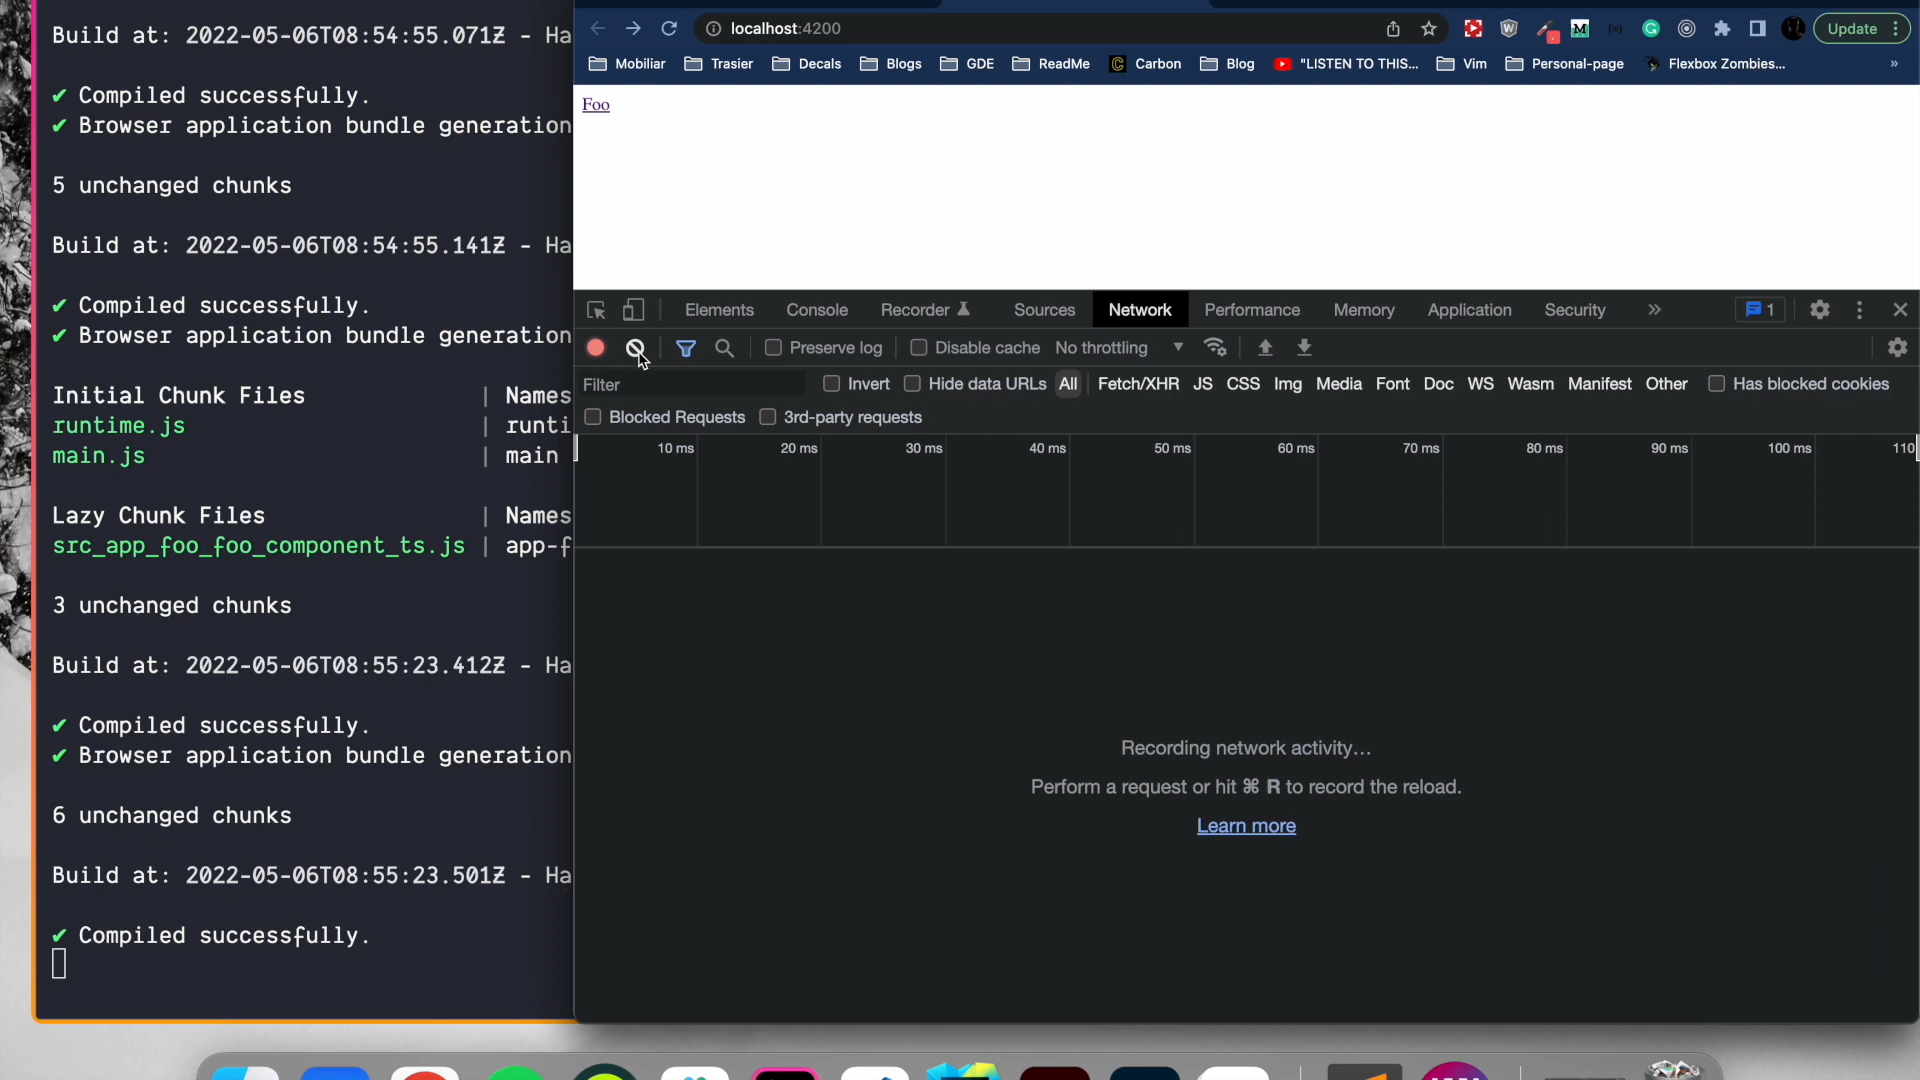 Build at: 2022-05-06T08:54:55.071Z - Ha
✔ Compiled successfully.
✔ Browser application bundle generation
5 unchanged chunks
Build at: 2022-05-06T08:54:55.141Z - Ha
✔ Compiled successfully.
✔ Browser application bundle generation
Initial Chunk Files | Names
runtime.js | runti
main.js | main
Lazy Chunk Files | Names
src_app_foo_foo_component_ts.js | app-f
3 unchanged chunks
Build at: 2022-05-06T08:55:23.412Z - Ha
✔ Compiled successfully.
✔ Browser application bundle generation
6 unchanged chunks
Build at: 2022-05-06T08:55:23.501Z - Ha
✔ Compiled successfully.
localhost:4200 Update
Mobiliar Trasier Decals Blogs GDE ReadMe Carbon Blog "LISTEN TO THIS... Vim Personal-page Flexbox Zombies... »
Foo
Elements Console Recorder Sources Network Performance Memory Application Security » 1
Preserve log Disable cache No throttling
Filter Invert Hide data URLs All Fetch/XHR JS CSS Img Media Font Doc WS Wasm Manifest Other Has blocked cookies
Blocked Requests 3rd-party requests
10 ms 20 ms 30 ms 40 ms 50 ms 60 ms 70 ms 80 ms 90 ms 100 ms 110
Recording network activity…
Perform a request or hit ⌘ R to record the reload.
Learn more